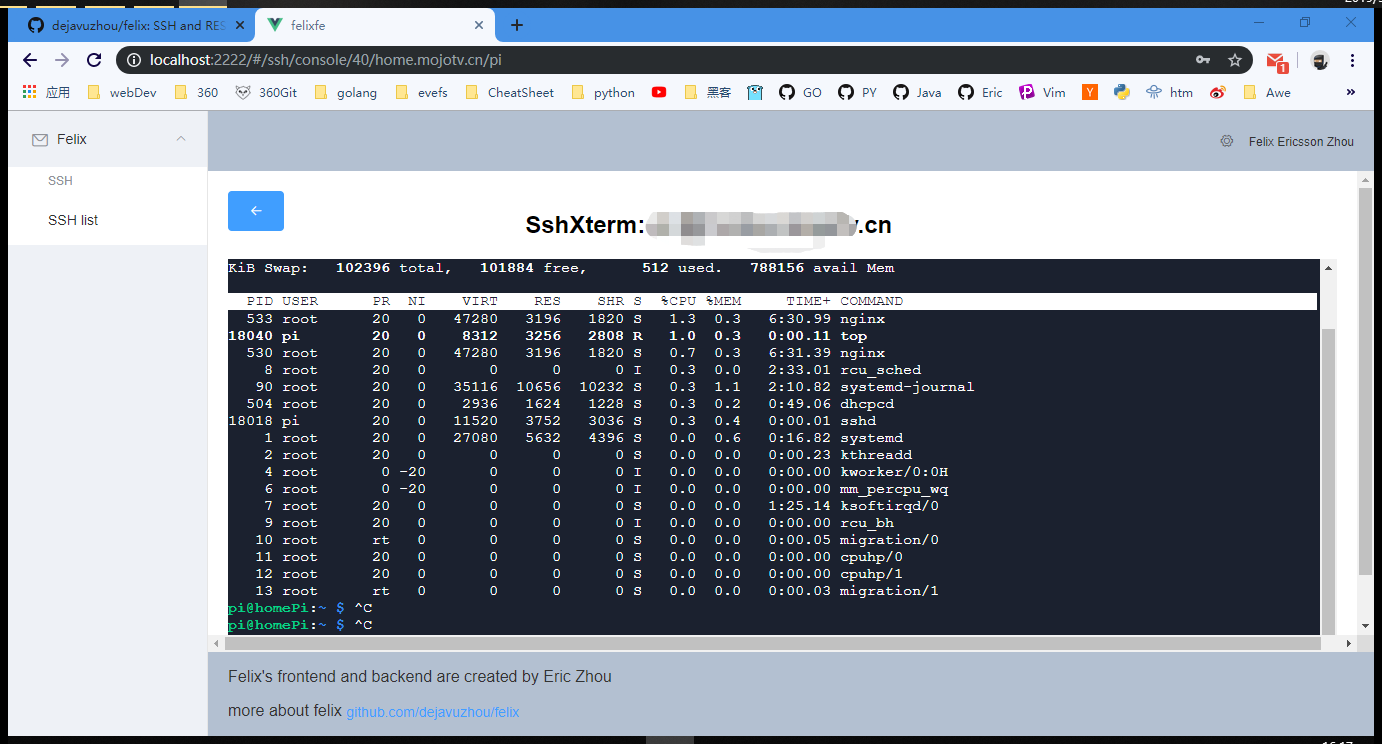 dejavuzhou/felix: SSH and RES
felixfe
localhost:2222/#/ssh/console/40/home.mojotv.cn/pi
1
应用 webDev 360 360Git golang evefs CheatSheet python 黑客 GO PY Java Eric Vim Y htm Awe »
Felix
Felix Ericsson Zhou
SSH
SSH list
SshXterm: .cn
KiB Swap: 102396 total, 101884 free, 512 used. 788156 avail Mem
PID USER PR NI VIRT RES SHR S %CPU %MEM TIME+ COMMAND
533 root 20 0 47280 3196 1820 S 1.3 0.3 6:30.99 nginx
18040 pi 20 0 8312 3256 2808 R 1.0 0.3 0:00.11 top
530 root 20 0 47280 3196 1820 S 0.7 0.3 6:31.39 nginx
8 root 20 0 0 0 0 I 0.3 0.0 2:33.01 rcu_sched
90 root 20 0 35116 10656 10232 S 0.3 1.1 2:10.82 systemd-journal
504 root 20 0 2936 1624 1228 S 0.3 0.2 0:49.06 dhcpcd
18018 pi 20 0 11520 3752 3036 S 0.3 0.4 0:00.01 sshd
1 root 20 0 27080 5632 4396 S 0.0 0.6 0:16.82 systemd
2 root 20 0 0 0 0 S 0.0 0.0 0:00.23 kthreadd
4 root 0 -20 0 0 0 I 0.0 0.0 0:00.00 kworker/0:0H
6 root 0 -20 0 0 0 I 0.0 0.0 0:00.00 mm_percpu_wq
7 root 20 0 0 0 0 S 0.0 0.0 1:25.14 ksoftirqd/0
9 root 20 0 0 0 0 I 0.0 0.0 0:00.00 rcu_bh
10 root rt 0 0 0 0 S 0.0 0.0 0:00.05 migration/0
11 root 20 0 0 0 0 S 0.0 0.0 0:00.00 cpuhp/0
12 root 20 0 0 0 0 S 0.0 0.0 0:00.00 cpuhp/1
13 root rt 0 0 0 0 S 0.0 0.0 0:00.03 migration/1
pi@homePi:~ $ ^C
pi@homePi:~ $ ^C
Felix's frontend and backend are created by Eric Zhou
more about felix github.com/dejavuzhou/felix